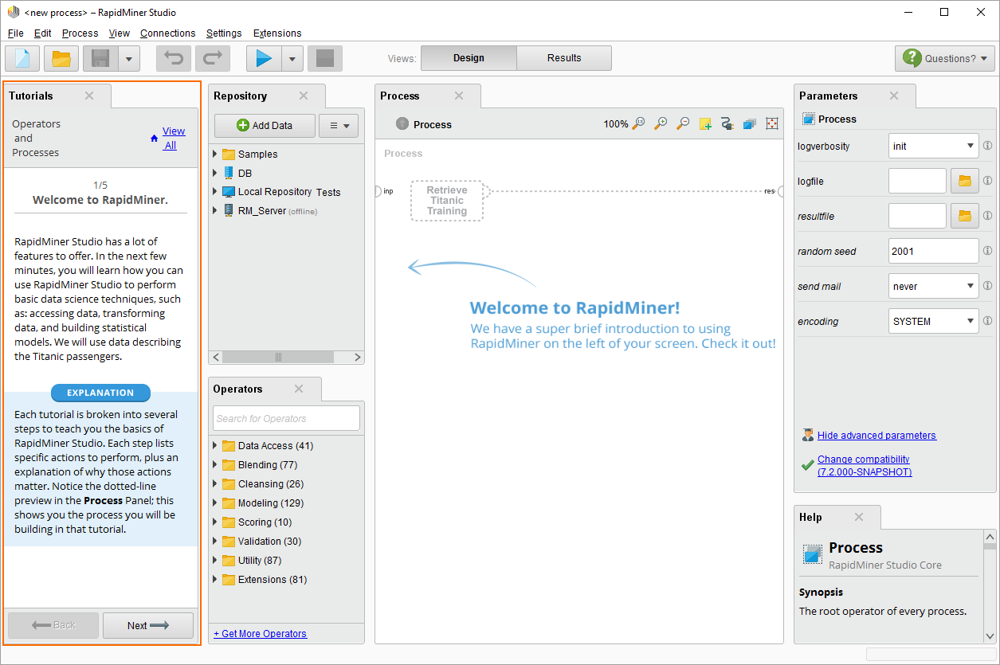 <new process> – RapidMiner Studio
File Edit Process View Connections Settings Extensions
Views: Design Results Questions?
Tutorials
Operators
and
Processes
View
All
1/5
Welcome to RapidMiner.
RapidMiner Studio has a lot of
features to offer. In the next few
minutes, you will learn how you can
use RapidMiner Studio to perform
basic data science techniques, such
as: accessing data, transforming
data, and building statistical
models. We will use data describing
the Titanic passengers.
EXPLANATION
Each tutorial is broken into several
steps to teach you the basics of
RapidMiner Studio. Each step lists
specific actions to perform, plus an
explanation of why those actions
matter. Notice the dotted-line
preview in the Process Panel; this
shows you the process you will be
building in that tutorial.
Back Next
Repository
Add Data
Samples
DB
Local Repository Tests
RM_Server (offline)
Operators
Search for Operators
Data Access (41)
Blending (77)
Cleansing (26)
Modeling (129)
Scoring (10)
Validation (30)
Utility (87)
Extensions (81)
+ Get More Operators
Process
Process 100%
Process
inp
Retrieve
Titanic
Training
res
Welcome to RapidMiner!
We have a super brief introduction to using
RapidMiner on the left of your screen. Check it out!
Parameters
Process
logverbosity init
logfile
resultfile
random seed 2001
send mail never
encoding SYSTEM
Hide advanced parameters
Change compatibility
(7.2.000-SNAPSHOT)
Help
Process
RapidMiner Studio Core
Synopsis
The root operator of every process.